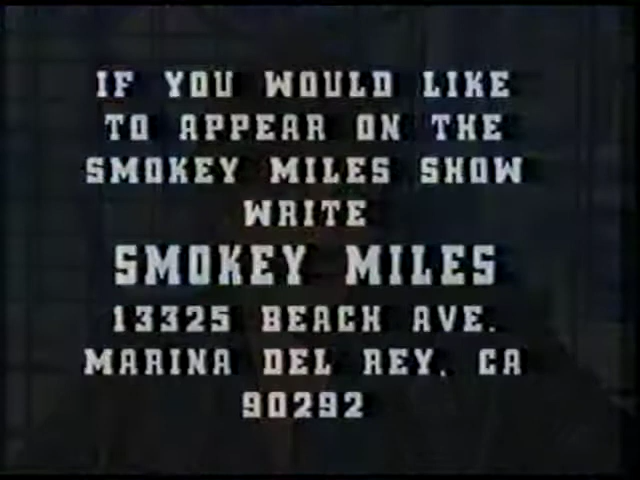 IF YOU WOULD LIKE
TO APPEAR ON THE
SMOKEY MILES SHOW
WRITE
SMOKEY MILES
13325 BEACH AVE.
MARINA DEL REY, CA
90292